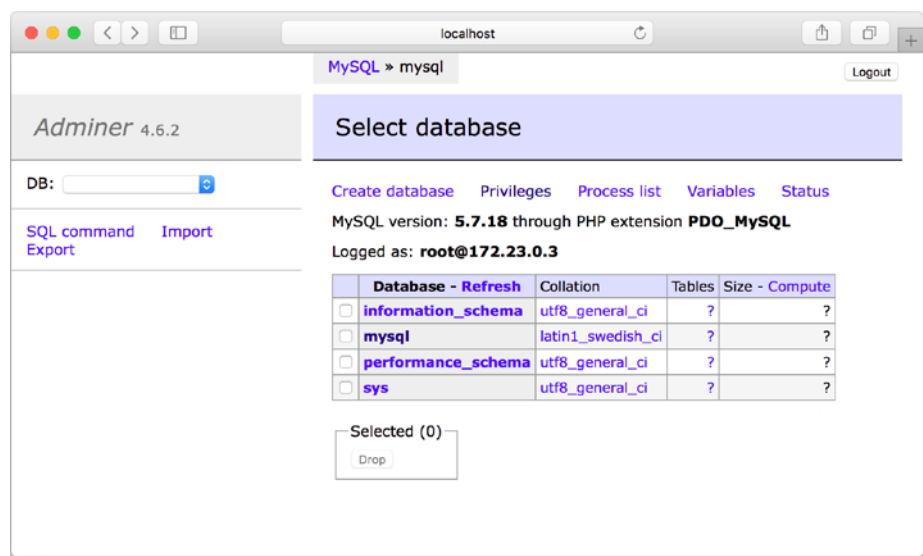 localhost
MySQL » mysql
Logout
Adminer 4.6.2
Select database
DB:
SQL command Import
Export
Create database Privileges Process list Variables Status
MySQL version: 5.7.18 through PHP extension PDO_MySQL
Logged as: root@172.23.0.3
Database - Refresh Collation Tables Size - Compute
information_schema utf8_general_ci ? ?
mysql latin1_swedish_ci ? ?
performance_schema utf8_general_ci ? ?
sys utf8_general_ci ? ?
Selected (0)
Drop